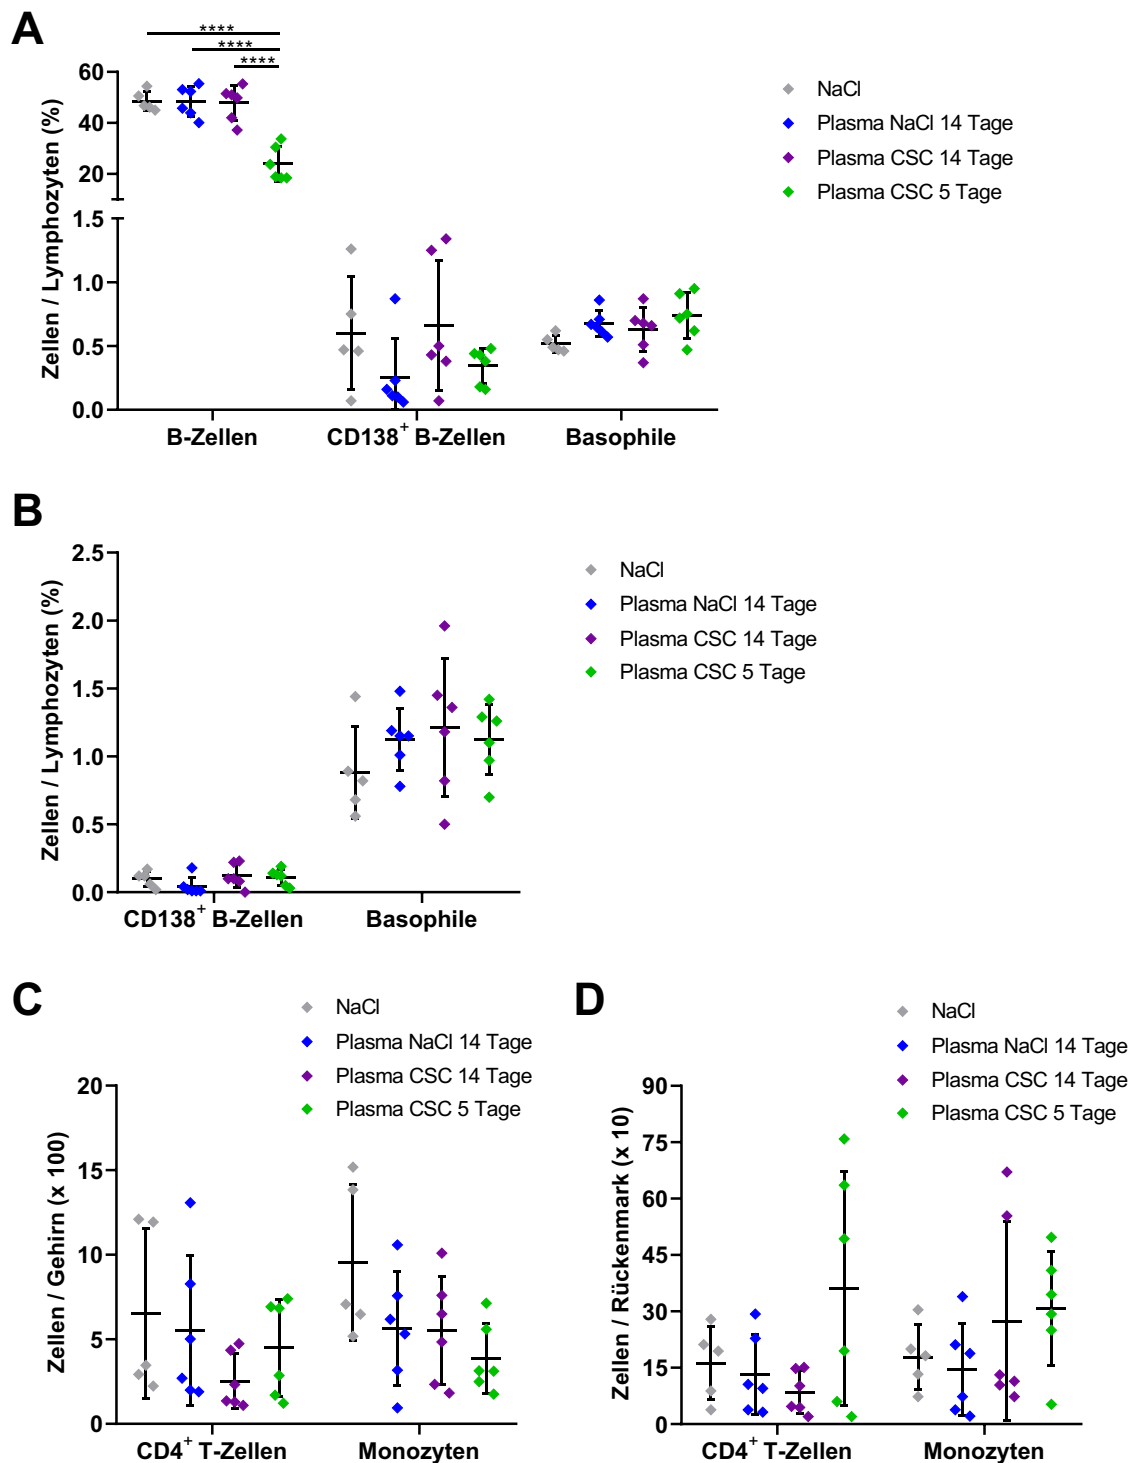 A
****
****
****
Zellen / Lymphozyten (%)
60
40
20
1.5
1.0
0.5
0.0
B-Zellen
CD138+ B-Zellen
Basophile
NaCl
Plasma NaCl 14 Tage
Plasma CSC 14 Tage
Plasma CSC 5 Tage
B
Zellen / Lymphozyten (%)
2.5
2.0
1.5
1.0
0.5
0.0
CD138+ B-Zellen
Basophile
NaCl
Plasma NaCl 14 Tage
Plasma CSC 14 Tage
Plasma CSC 5 Tage
C
NaCl
Plasma NaCl 14 Tage
Plasma CSC 14 Tage
Plasma CSC 5 Tage
Zellen / Gehirn (x 100)
20
15
10
5
0
CD4+ T-Zellen
Monozyten
D
NaCl
Plasma NaCl 14 Tage
Plasma CSC 14 Tage
Plasma CSC 5 Tage
Zellen / Rückenmark (x 10)
90
75
60
45
30
15
0
CD4+ T-Zellen
Monozyten